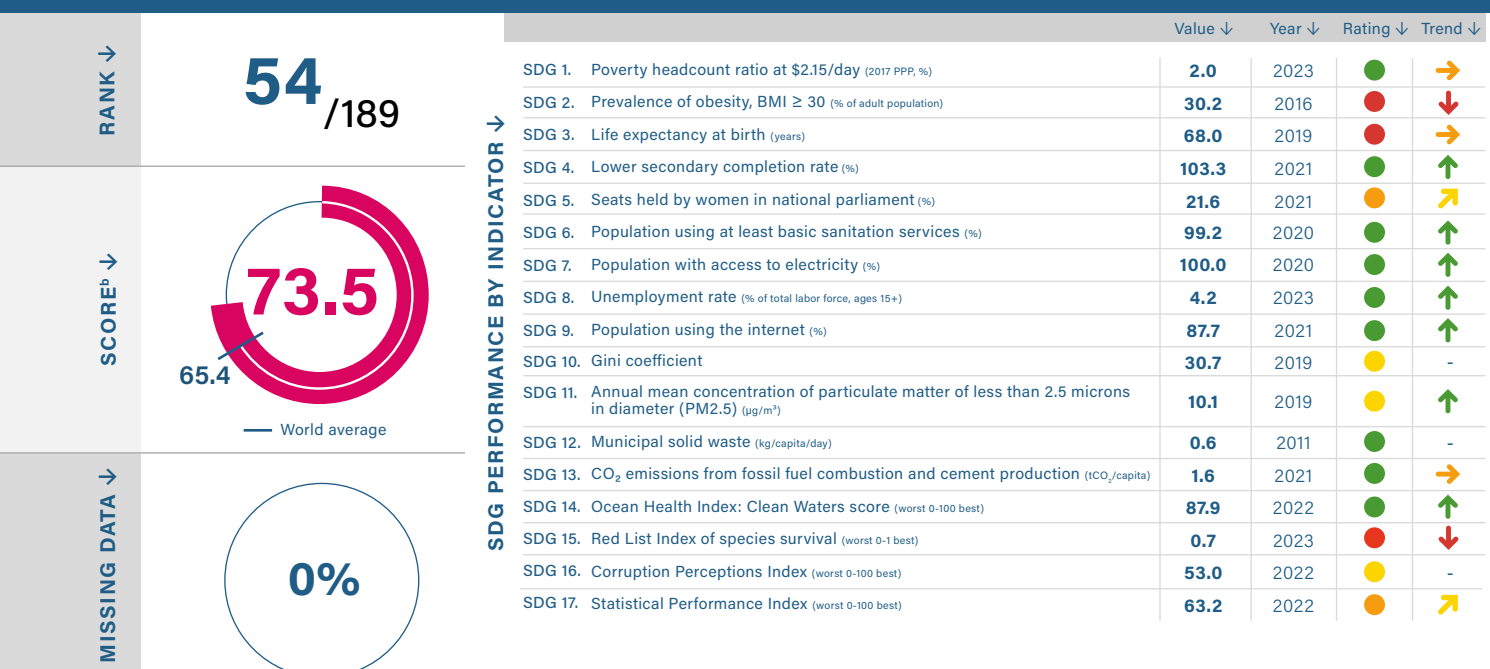 RANK →
54/189
SCOREᵇ →
73.5
65.4
World average
MISSING DATA →
0%
SDG PERFORMANCE BY INDICATOR →
Value ↓ Year ↓ Rating ↓ Trend ↓
SDG 1. Poverty headcount ratio at $2.15/day (2017 PPP, %) 2.0 2023 →
SDG 2. Prevalence of obesity, BMI ≥ 30 (% of adult population) 30.2 2016 ↓
SDG 3. Life expectancy at birth (years) 68.0 2019 →
SDG 4. Lower secondary completion rate (%) 103.3 2021 ↑
SDG 5. Seats held by women in national parliament (%) 21.6 2021 ↗
SDG 6. Population using at least basic sanitation services (%) 99.2 2020 ↑
SDG 7. Population with access to electricity (%) 100.0 2020 ↑
SDG 8. Unemployment rate (% of total labor force, ages 15+) 4.2 2023 ↑
SDG 9. Population using the internet (%) 87.7 2021 ↑
SDG 10. Gini coefficient 30.7 2019 -
SDG 11. Annual mean concentration of particulate matter of less than 2.5 microns
in diameter (PM2.5) (μg/m³) 10.1 2019 ↑
SDG 12. Municipal solid waste (kg/capita/day) 0.6 2011 -
SDG 13. CO₂ emissions from fossil fuel combustion and cement production (tCO₂/capita) 1.6 2021 →
SDG 14. Ocean Health Index: Clean Waters score (worst 0-100 best) 87.9 2022 ↑
SDG 15. Red List Index of species survival (worst 0-1 best) 0.7 2023 ↓
SDG 16. Corruption Perceptions Index (worst 0-100 best) 53.0 2022 -
SDG 17. Statistical Performance Index (worst 0-100 best) 63.2 2022 ↗